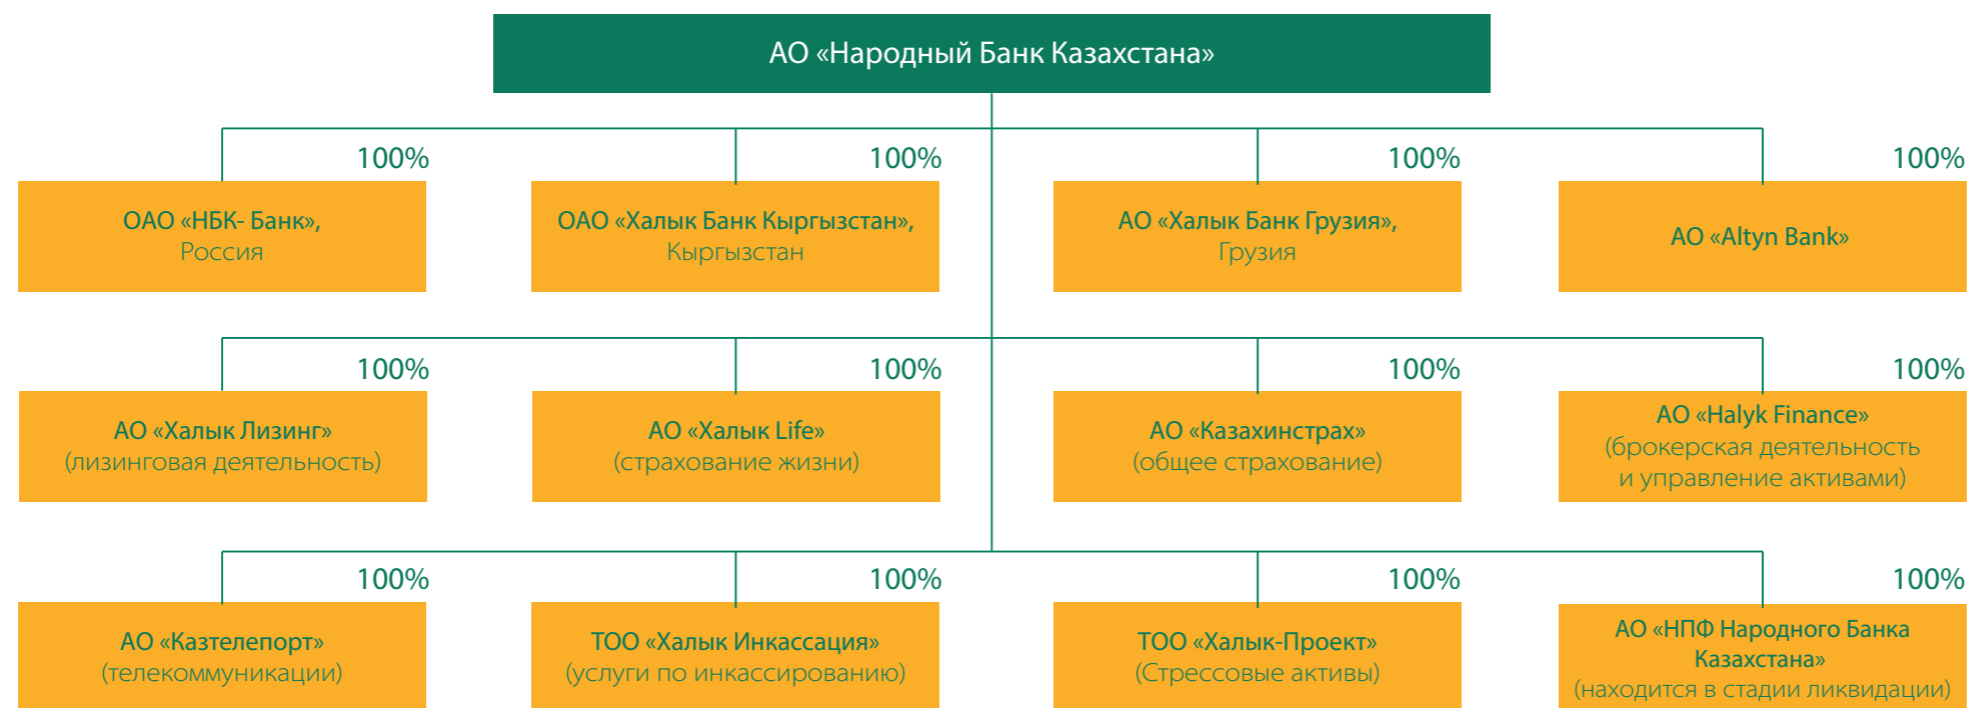 АО «Народный Банк Казахстана»
100%
100%
100%
100%
ОАО «НБК- Банк»,
Россия
ОАО «Халык Банк Кыргызстан»,
Кыргызстан
АО «Халык Банк Грузия»,
Грузия
АО «Altyn Bank»
100%
100%
100%
100%
АО «Халык Лизинг»
(лизинговая деятельность)
АО «Халык Life»
(страхование жизни)
АО «Казахинстрах»
(общее страхование)
АО «Halyk Finance»
(брокерская деятельность
и управление активами)
100%
100%
100%
100%
АО «Казтелепорт»
(телекоммуникации)
ТОО «Халык Инкассация»
(услуги по инкассированию)
ТОО «Халык-Проект»
(Стрессовые активы)
АО «НПФ Народного Банка
Казахстана»
(находится в стадии ликвидации)